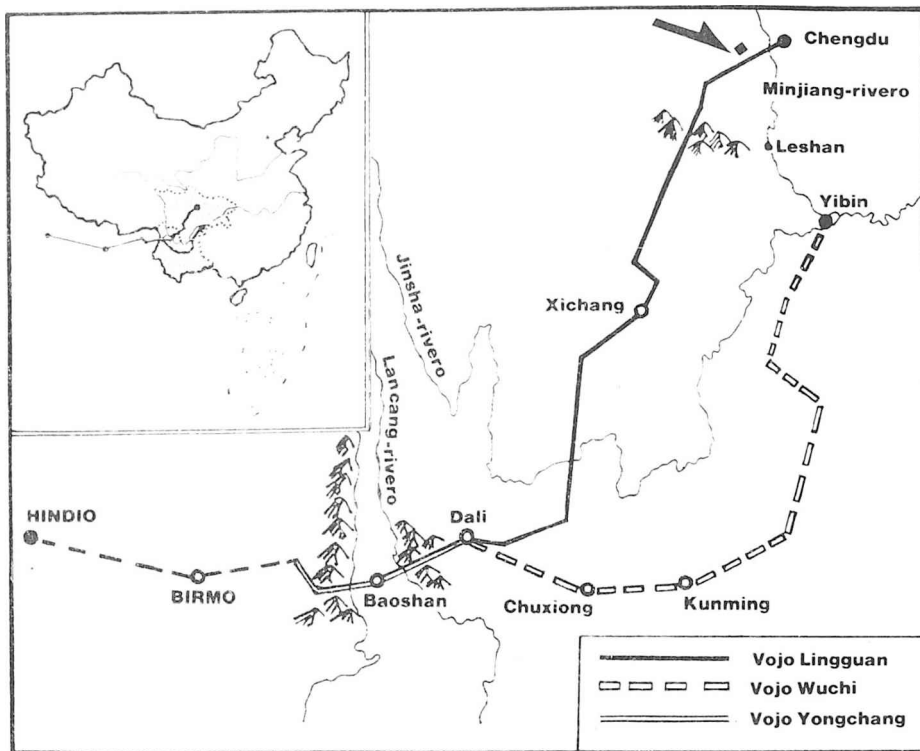 Chengdu
Minjiang-rivero
Leshan
Yibin
Jinsha-rivero
Xichang
Lancang-rivero
HINDIO
Dali
BIRMO
Baoshan
Chuxiong
Kunming
Vojo Lingguan
Vojo Wuchi
Vojo Yongchang